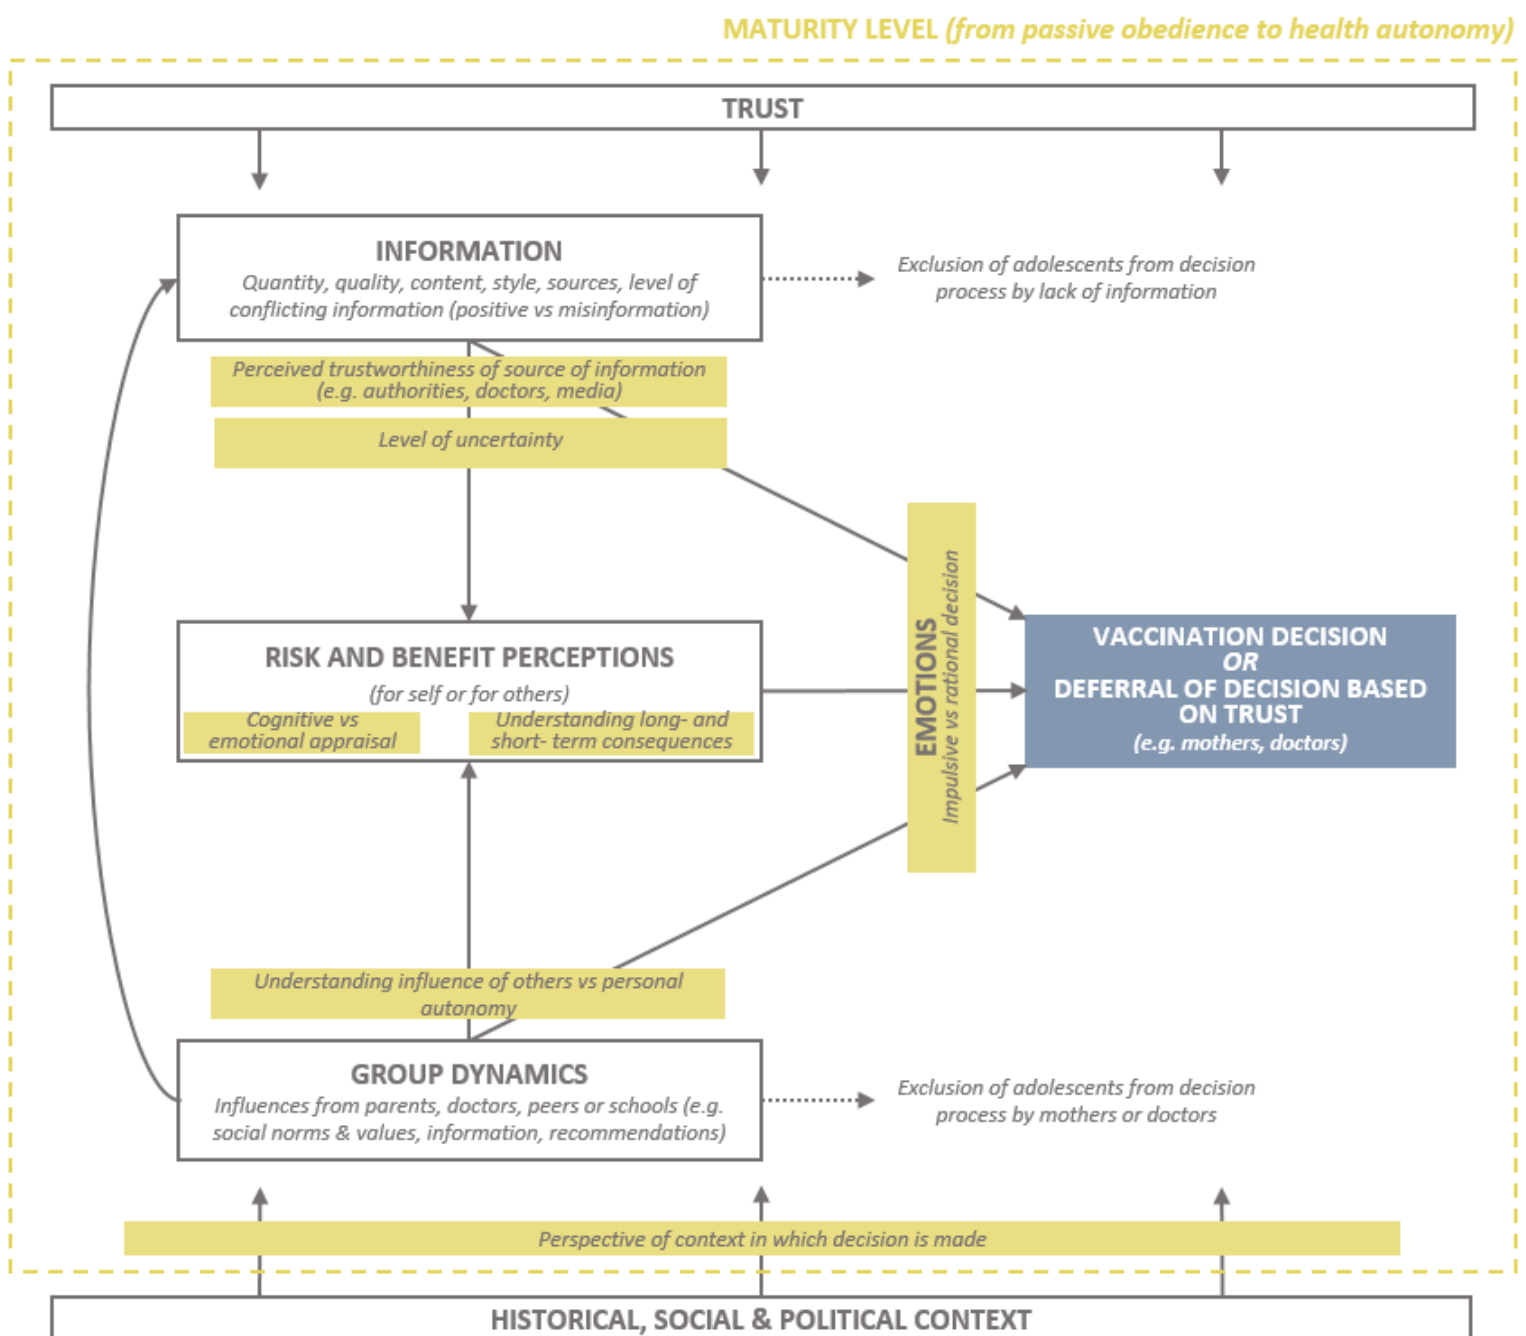 MATURITY LEVEL (from passive obedience to health autonomy)
TRUST
INFORMATION
Quantity, quality, content, style, sources, level of
conflicting information (positive vs misinformation)
Exclusion of adolescents from decision
process by lack of information
Perceived trustworthiness of source of information
(e.g. authorities, doctors, media)
Level of uncertainty
EMOTIONS
Impulsive vs rational decision
RISK AND BENEFIT PERCEPTIONS
(for self or for others)
Cognitive vs
emotional appraisal
Understanding long- and
short- term consequences
VACCINATION DECISION
OR
DEFERRAL OF DECISION BASED
ON TRUST
(e.g. mothers, doctors)
Understanding influence of others vs personal
autonomy
GROUP DYNAMICS
Influences from parents, doctors, peers or schools (e.g.
social norms & values, information, recommendations)
Exclusion of adolescents from decision
process by mothers or doctors
Perspective of context in which decision is made
HISTORICAL, SOCIAL & POLITICAL CONTEXT